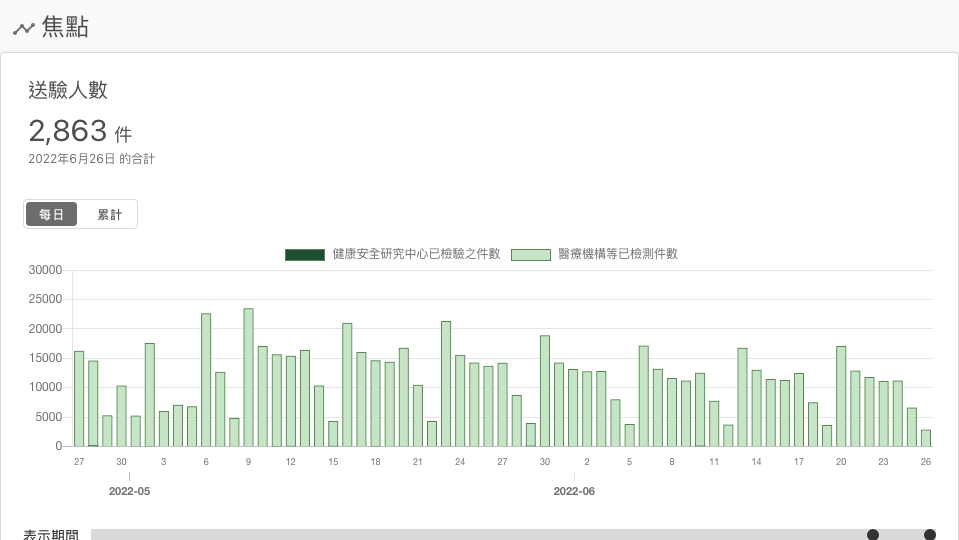 焦點
送驗人數
2,863 件
2022年6月26日 的合計
每日 累計
健康安全研究中心已檢驗之件數 醫療機構等已檢測件數
30000
25000
20000
15000
10000
5000
0
27 30 3 6 9 12 15 18 21 24 27 30 2 5 8 11 14 17 20 23 26
2022-05 2022-06
表示期間